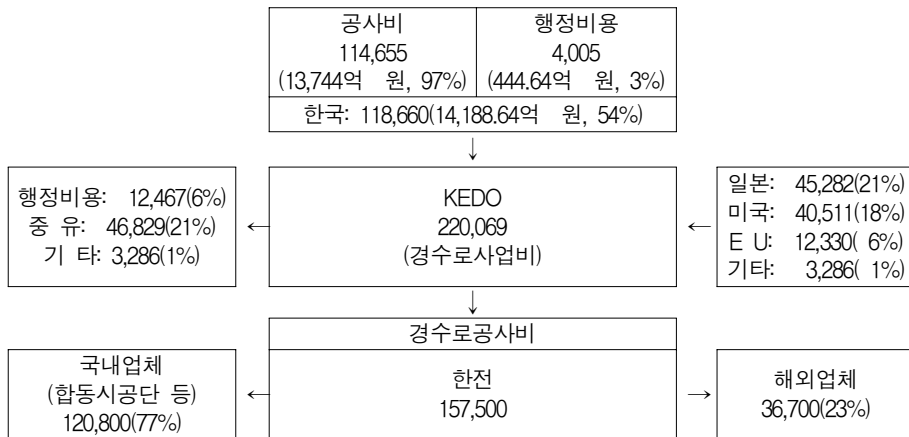 공사비
114,655
(13,744억 원, 97%)
행정비용
4,005
(444.64억 원, 3%)
한국: 118,660(14,188.64억 원, 54%)
↓
행정비용: 12,467(6%)
중 유: 46,829(21%)
기 타: 3,286(1%)
←
KEDO
220,069
(경수로사업비)
←
일본: 45,282(21%)
미국: 40,511(18%)
E U: 12,330( 6%)
기타: 3,286( 1%)
↓
경수로공사비
국내업체
(합동시공단 등)
120,800(77%)
←
한전
157,500
→
해외업체
36,700(23%)